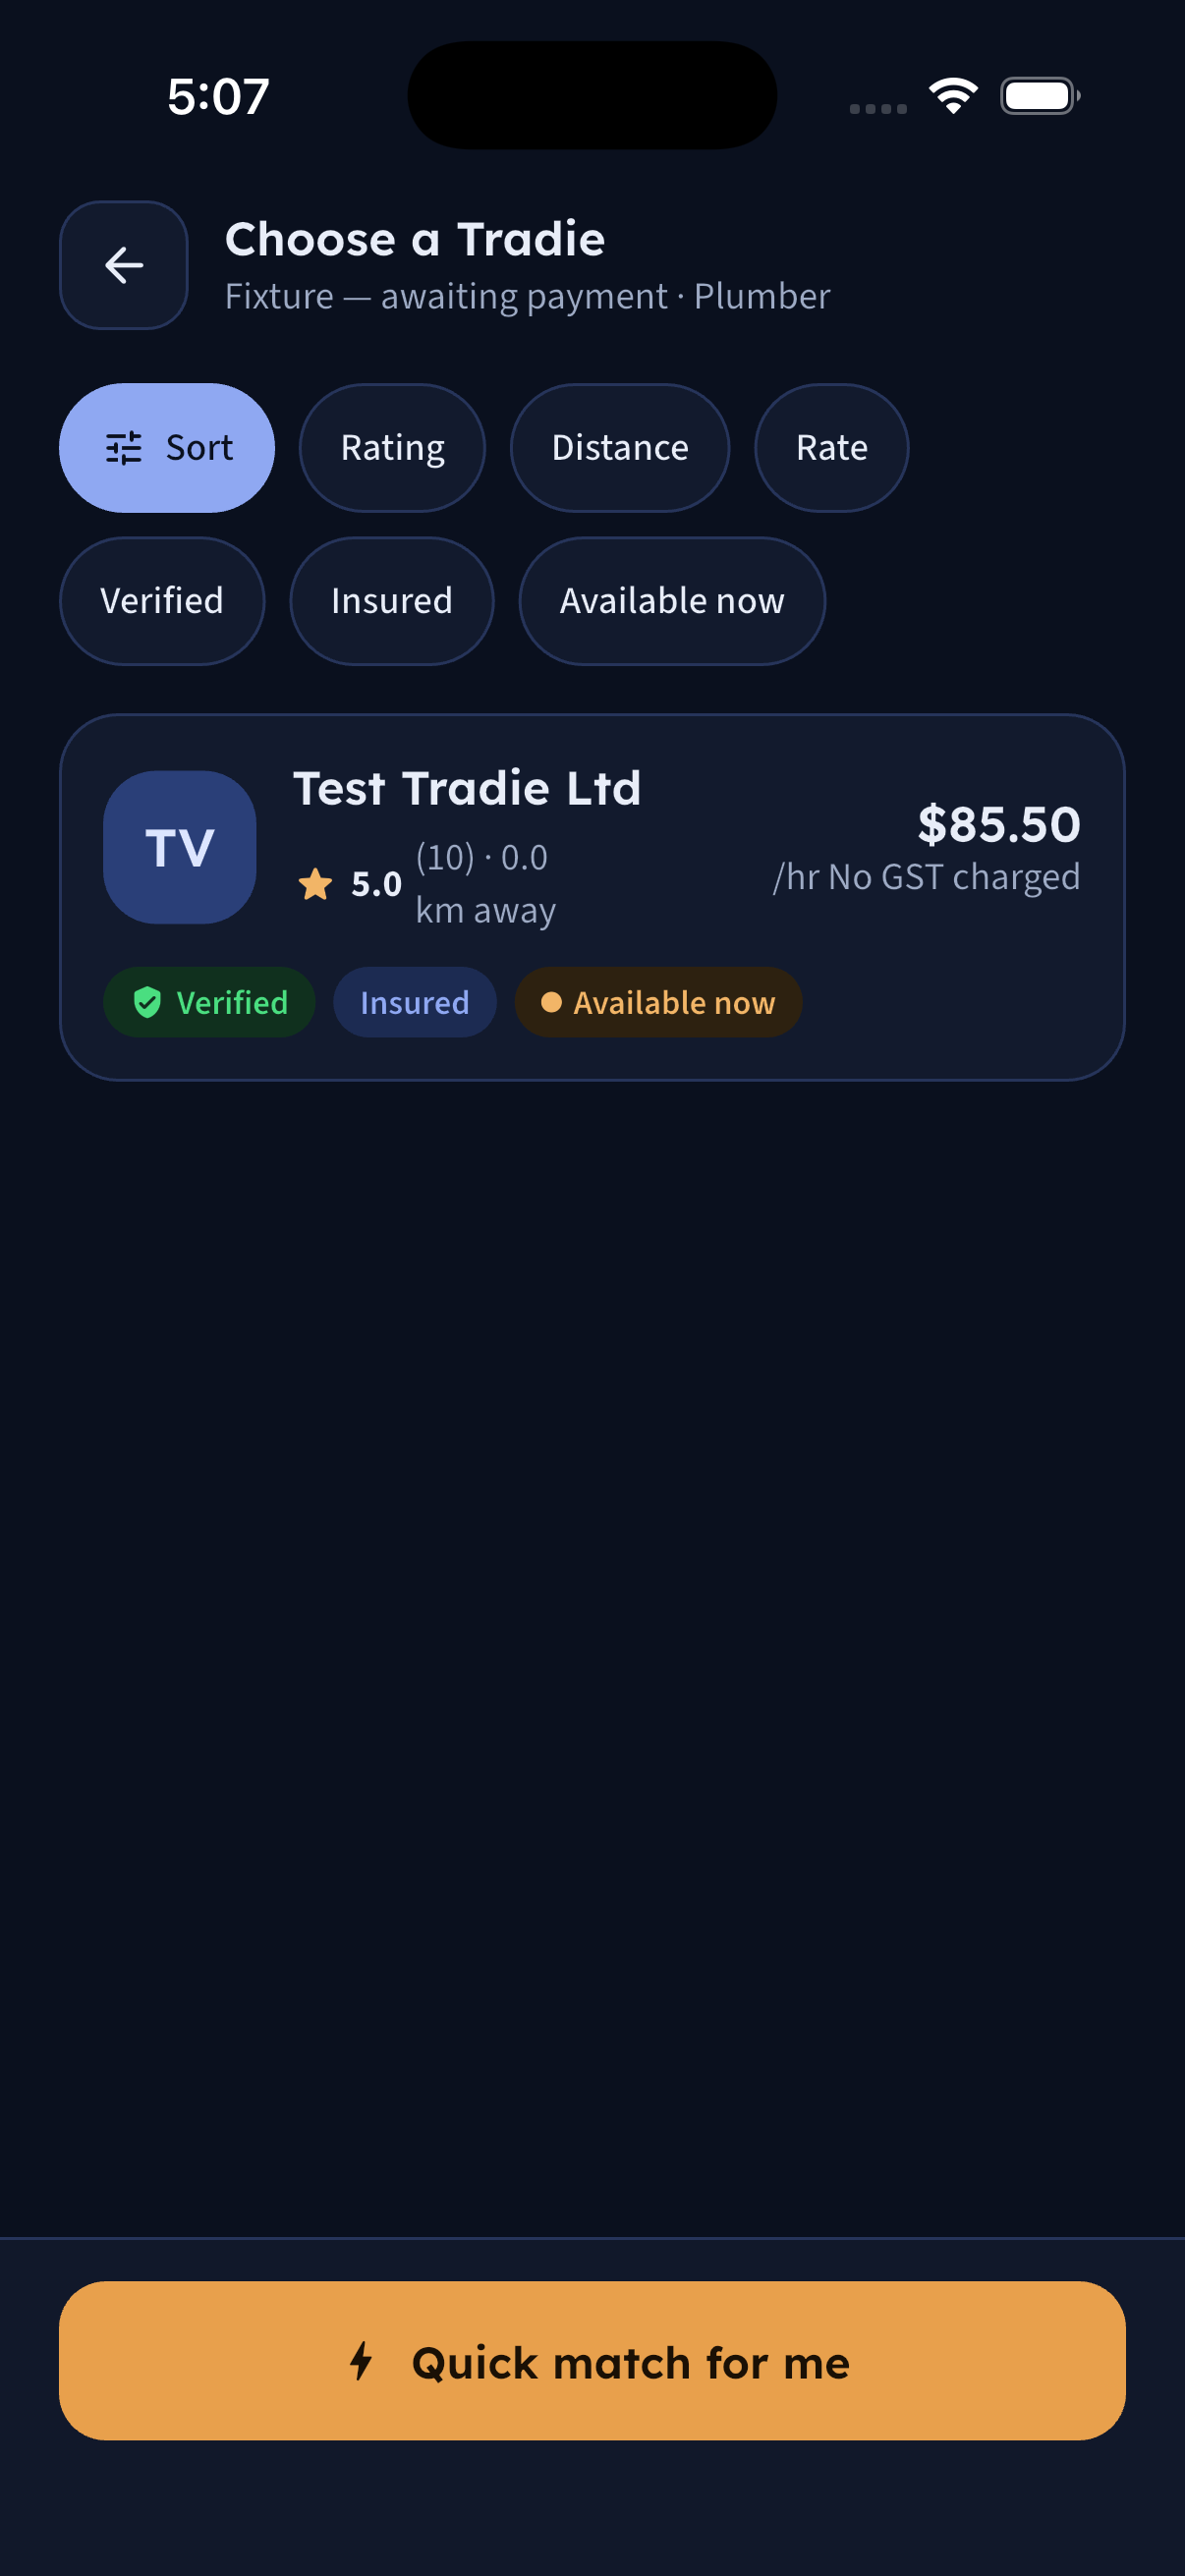 5:07
Choose a Tradie
Fixture — awaiting payment · Plumber
Sort
Rating
Distance
Rate
Verified
Insured
Available now
TV
Test Tradie Ltd
5.0 (10) · 0.0
km away
$85.50
/hr No GST charged
Verified
Insured
Available now
Quick match for me